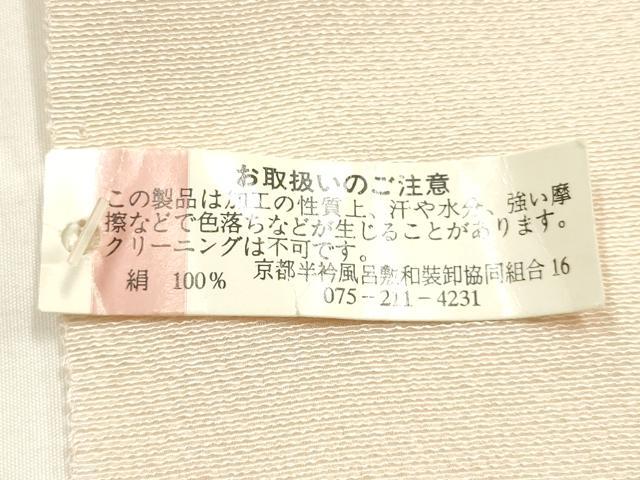 お取扱いのご注意
この製品は加工の性質上、汗や水分、強い摩
擦などで色落ちなどが生じることがあります。
クリーニングは不可です。
絹 100% 京都半衿風呂敷和装卸協同組合16
075-211-4231